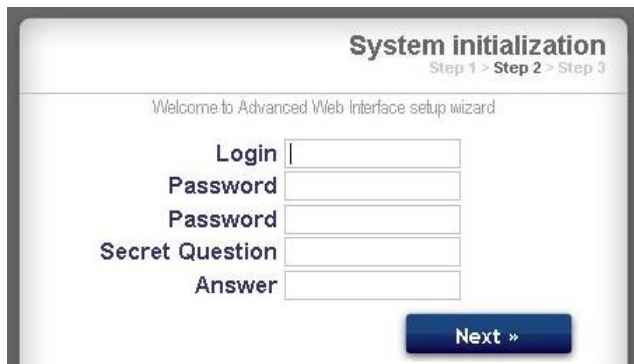 System initialization
Step 1 > Step 2 > Step 3
Welcome to Advanced Web Interface setup wizard
Login
Password
Password
Secret Question
Answer
Next »